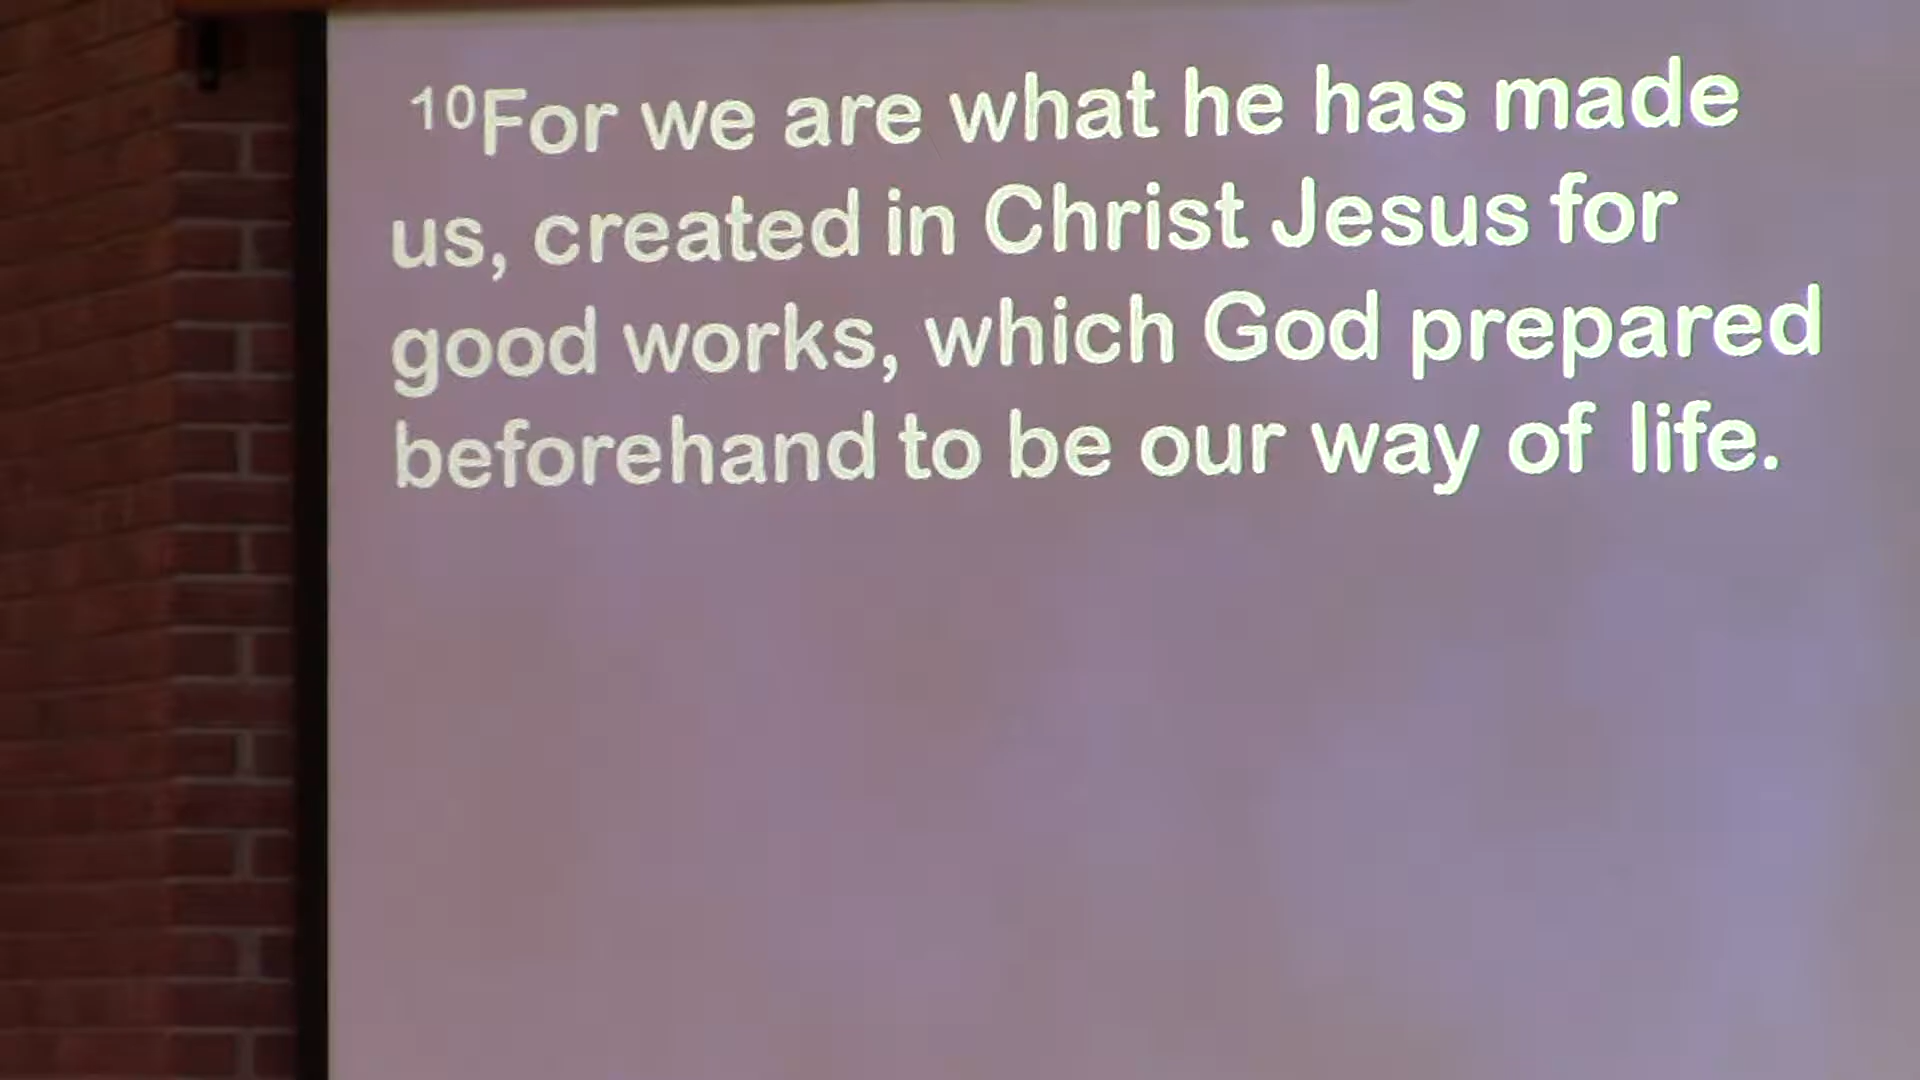 ¹⁰For we are what he has made
us, created in Christ Jesus for
good works, which God prepared
beforehand to be our way of life.